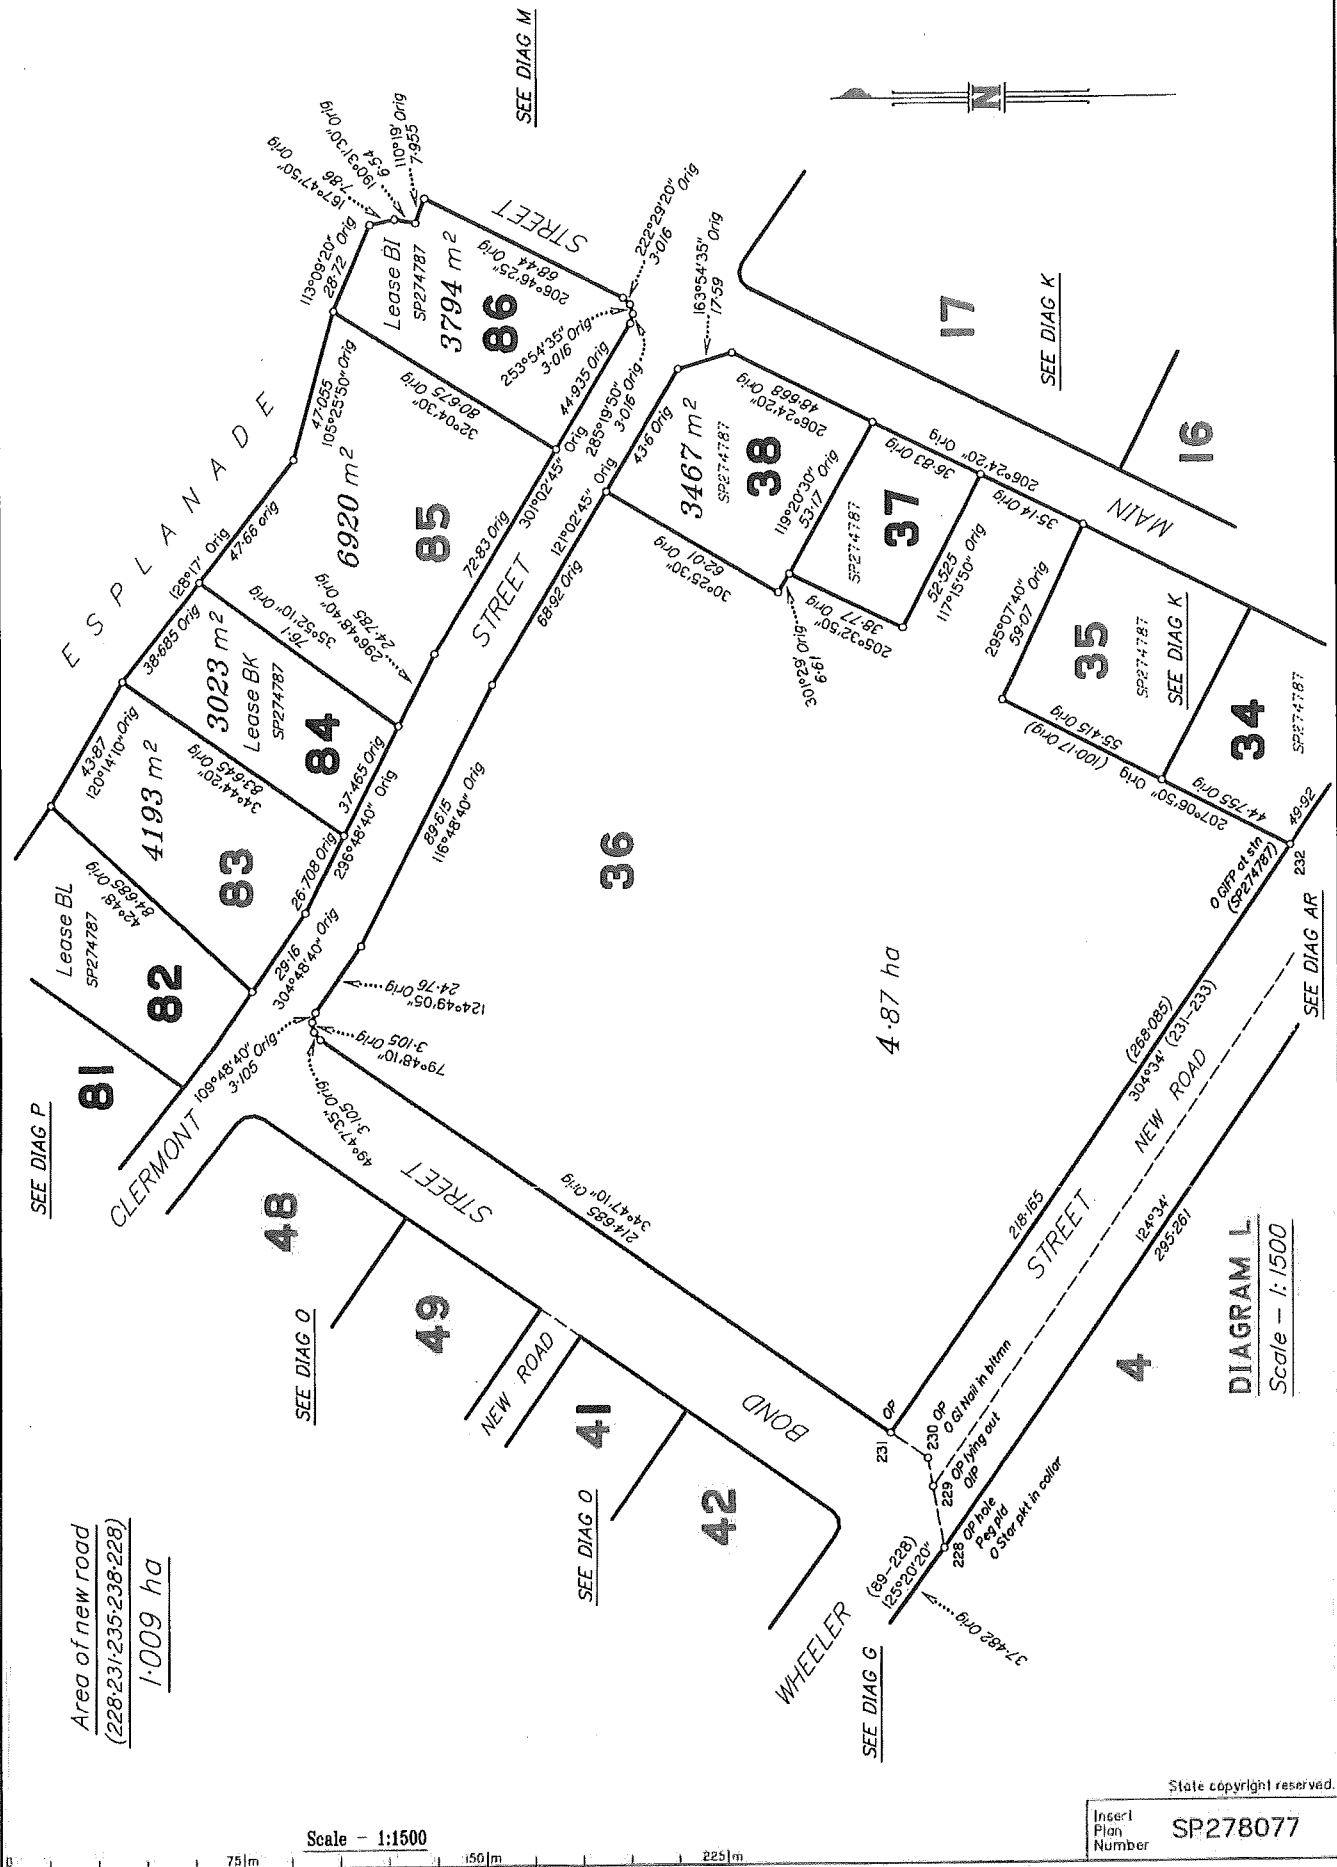 SEE DIAG M
SEE DIAG P
ESPLANADE
81
82
Lease BL
SP274787
42°48' Orig
84·685
83
4193 m²
43·87
120°14'10" Orig
34°44'20"
83·645 Orig
84
3023 m²
Lease BK
SP274787
38·685 Orig
128°17' Orig
47·66 orig
76·1
35°52'10" Orig
85
6920 m²
47·055
105°25'50" Orig
32°04'30"
80·675 Orig
86
Lease BI
SP274787
3794 m²
113°09'20" Orig
28·72
167°47'50" Orig
7·86
190°31'30" Orig
6·54
110°19' Orig
7·955
206°46'25" Orig
68·44
STREET
222°29'20" Orig
3·016
253°54'35" Orig
3·016
285°19'50" Orig
3·016
44·935 Orig
301°02'45" Orig
72·83 Orig
296°48'40" Orig
24·785
37·465 Orig
296°48'40" Orig
26·708 Orig
29·16
304°48'40" Orig
CLERMONT
STREET
109°48'40" Orig
3·105
79°48'10"
3·105 Orig
49°47'35" Orig
3·105
124°49'05" Orig
24·76
89·615
116°48'40" Orig
68·92 Orig
121°02'45" Orig
43·6 Orig
163°54'35" Orig
17·59
N
38
3467 m²
SP274787
30°25'30"
62·01 Orig
206°24'20"
48·668 Orig
119°20'30" Orig
53·17
301°29' Orig
6·61
37
SP274787
205°32'50"
38·77 Orig
36·83 Orig
52·525
117°15'50" Orig
206°24'20" Orig
35·14 Orig
MAIN
17
SEE DIAG K
16
35
SP274787
SEE DIAG K
295°07'40" Orig
59·07
55·415 Orig
(100·17 Orig)
207°06'50" Orig
44·755 Orig
34
SP274787
49·92
36
4·87 ha
214·685
34°47'10" Orig
0 GIFP at stn
(SP274787)
232
SEE DIAG AR
(268·085)
304°34' (231–233)
218·165
NEW ROAD
STREET
124°34'
295·261
4
231
OP
230 OP
0 GI Nail in bitmn
229 OP lying out
OIP
228 OP hole
Peg pld
0 Star pkt in collar
(89–228)
125°20'20"
37·482 Orig
WHEELER
SEE DIAG G
STREET
BOND
48
SEE DIAG O
49
NEW ROAD
41
SEE DIAG O
42
Area of new road
(228·231·235·238·228)
1·009 ha
DIAGRAM L
Scale – 1:1500
Scale – 1:1500
0
75|m
150|m
225|m
State copyright reserved.
Insert
Plan
Number
SP278077